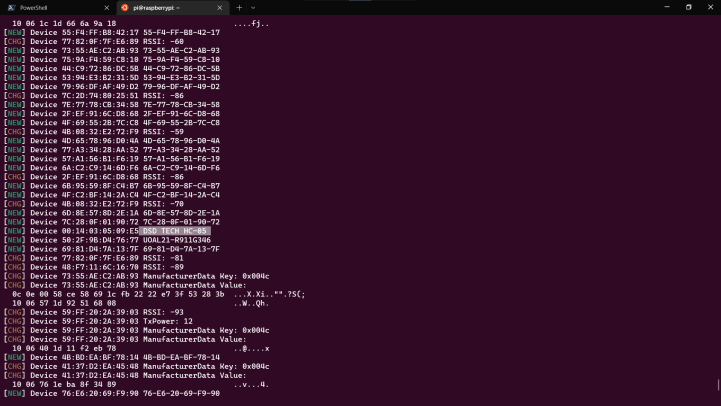 PowerShell
pi@raspberrypt: ~
10 06 1c 1d 66 6a 9a 18 ....fj..
[NEW] Device 55:F4:FF:B8:42:17 55-F4-FF-B8-42-17
[CHG] Device 77:82:0F:7F:E6:89 RSSI: -60
[NEW] Device 73:55:AE:C2:AB:93 73-55-AE-C2-AB-93
[NEW] Device 75:9A:F4:59:C8:10 75-9A-F4-59-C8-10
[NEW] Device 44:C9:72:86:DC:5B 44-C9-72-86-DC-5B
[NEW] Device 53:94:E3:B2:31:5D 53-94-E3-B2-31-5D
[NEW] Device 79:96:DF:AF:49:D2 79-96-DF-AF-49-D2
[CHG] Device 7C:2D:74:80:25:51 RSSI: -86
[NEW] Device 7E:77:78:CB:34:58 7E-77-78-CB-34-58
[NEW] Device 2F:EF:91:6C:D8:68 2F-EF-91-6C-D8-68
[NEW] Device 4F:69:55:2B:7C:C8 4F-69-55-2B-7C-C8
[CHG] Device 4B:08:32:E2:72:F9 RSSI: -59
[NEW] Device 4D:65:78:96:D0:4A 4D-65-78-96-D0-4A
[NEW] Device 77:A3:34:28:AA:52 77-A3-34-28-AA-52
[NEW] Device 57:A1:56:B1:F6:19 57-A1-56-B1-F6-19
[NEW] Device 6A:C2:C9:14:6D:F6 6A-C2-C9-14-6D-F6
[CHG] Device 2F:EF:91:6C:D8:68 RSSI: -86
[NEW] Device 6B:95:59:8F:C4:B7 6B-95-59-8F-C4-B7
[NEW] Device 4F:C2:BF:14:2A:C4 4F-C2-BF-14-2A-C4
[CHG] Device 4B:08:32:E2:72:F9 RSSI: -70
[NEW] Device 6D:8E:57:8D:2E:1A 6D-8E-57-8D-2E-1A
[NEW] Device 7C:28:0F:01:90:72 7C-28-0F-01-90-72
[NEW] Device 00:14:03:05:09:E5 DSD TECH HC-05
[NEW] Device 50:2F:9B:D4:76:77 UOAL21-R911G346
[NEW] Device 69:81:D4:7A:13:7F 69-81-D4-7A-13-7F
[CHG] Device 77:82:0F:7F:E6:89 RSSI: -81
[CHG] Device 48:F7:11:6C:16:70 RSSI: -89
[CHG] Device 73:55:AE:C2:AB:93 ManufacturerData Key: 0x004c
[CHG] Device 73:55:AE:C2:AB:93 ManufacturerData Value:
0c 0e 00 58 ce 58 69 1c fb 22 22 e7 3f 53 28 3b ...X.Xi.."".?S(;
10 06 57 1d 92 51 68 08 ..W..Qh.
[CHG] Device 59:FF:20:2A:39:03 RSSI: -93
[CHG] Device 59:FF:20:2A:39:03 TxPower: 12
[CHG] Device 59:FF:20:2A:39:03 ManufacturerData Key: 0x004c
[CHG] Device 59:FF:20:2A:39:03 ManufacturerData Value:
10 06 40 1d 11 f2 eb 78 ..@....x
[NEW] Device 4B:BD:EA:BF:78:14 4B-BD-EA-BF-78-14
[CHG] Device 41:37:D2:EA:45:48 ManufacturerData Key: 0x004c
[CHG] Device 41:37:D2:EA:45:48 ManufacturerData Value:
10 06 76 1e ba 8f 34 89 ..v...4.
[NEW] Device 76:E6:20:69:F9:90 76-E6-20-69-F9-90